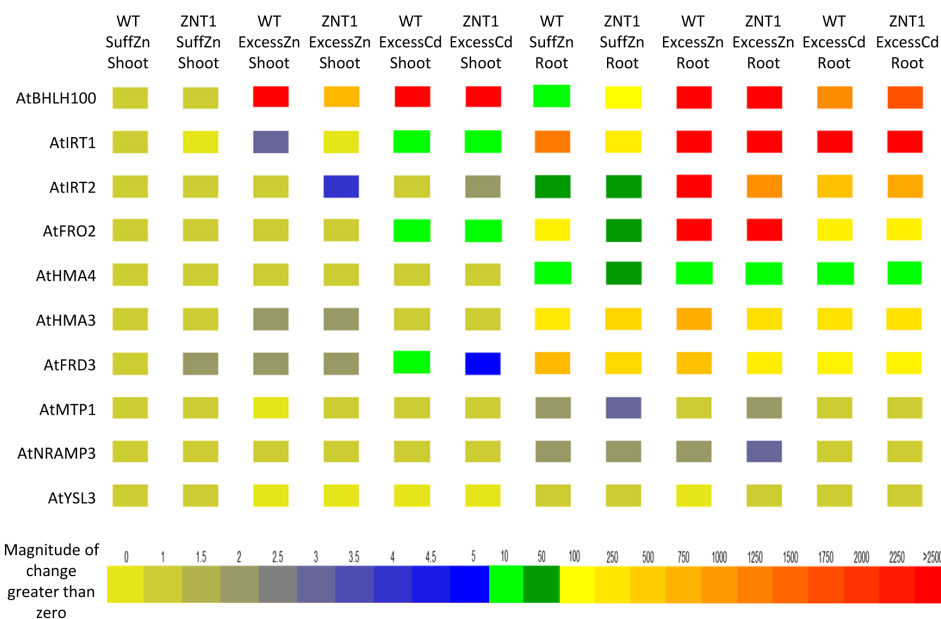 WT ZNT1 WT ZNT1 WT ZNT1 WT ZNT1 WT ZNT1 WT ZNT1
SuffZn SuffZn ExcessZn ExcessZn ExcessCd ExcessCd SuffZn SuffZn ExcessZn ExcessZn ExcessCd ExcessCd
Shoot Shoot Shoot Shoot Shoot Shoot Root Root Root Root Root Root
AtBHLH100
AtIRT1
AtIRT2
AtFRO2
AtHMA4
AtHMA3
AtFRD3
AtMTP1
AtNRAMP3
AtYSL3
Magnitude of
change
greater than
zero
0 1 1.5 2 2.5 3 3.5 4 4.5 5 10 50 100 250 500 750 1000 1250 1500 1750 2000 2250 >2500